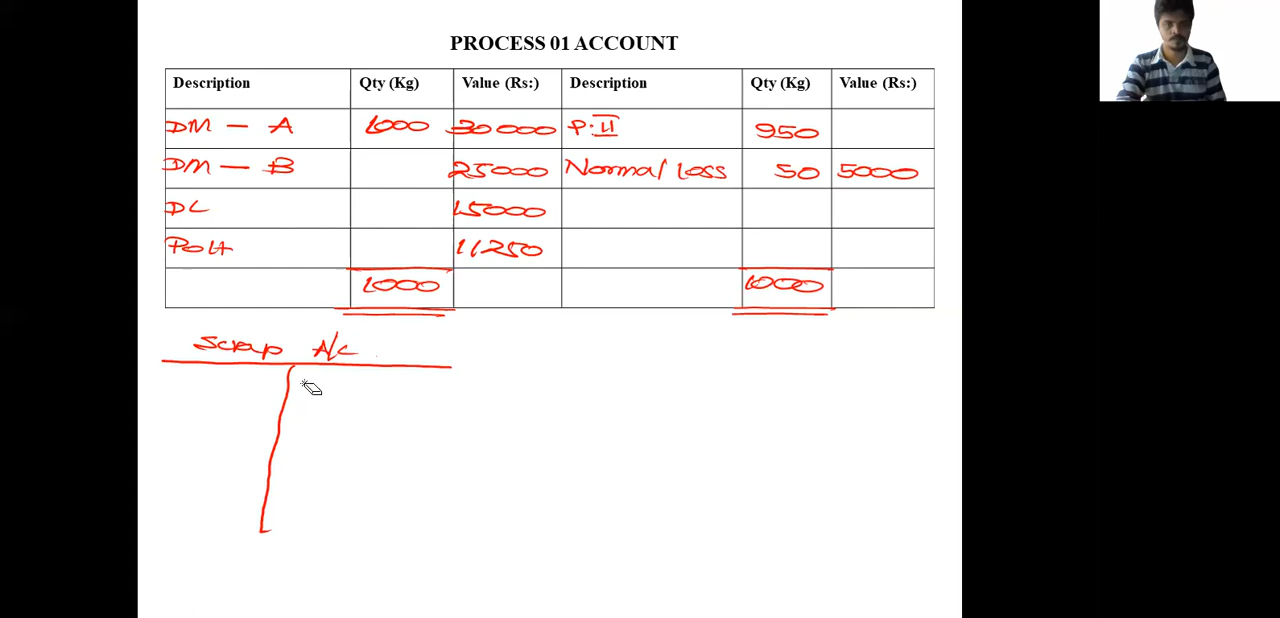 PROCESS 01 ACCOUNT
Description Qty (Kg) Value (Rs:) Description Qty (Kg) Value (Rs:)
DM - A 1000 30000 P.II 950
DM - B 25000 Normal Loss 50 5000
DL 15000
POH 11250
1000 1000
Scrap A/C